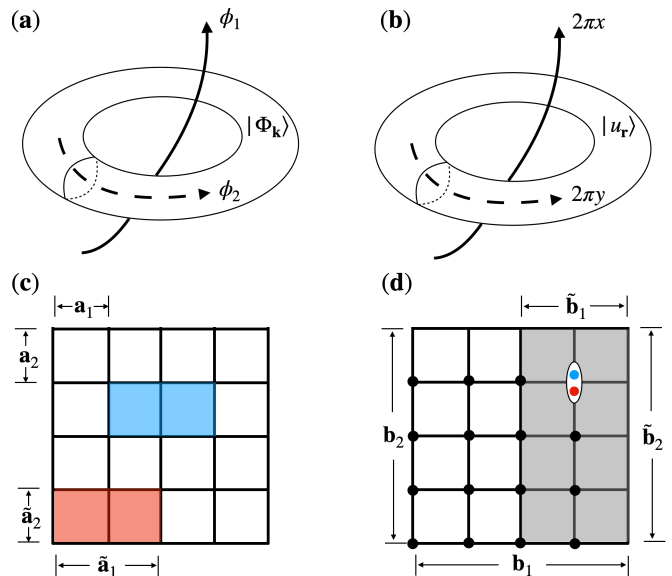 (a)
ϕ₁
|Φ𝐤⟩
ϕ₂
(b)
2πx
|u𝐫⟩
2πy
(c)
𝐚₁
𝐚₂
ã₂
ã₁
(d)
b̃₁
𝐛₂
b̃₂
𝐛₁